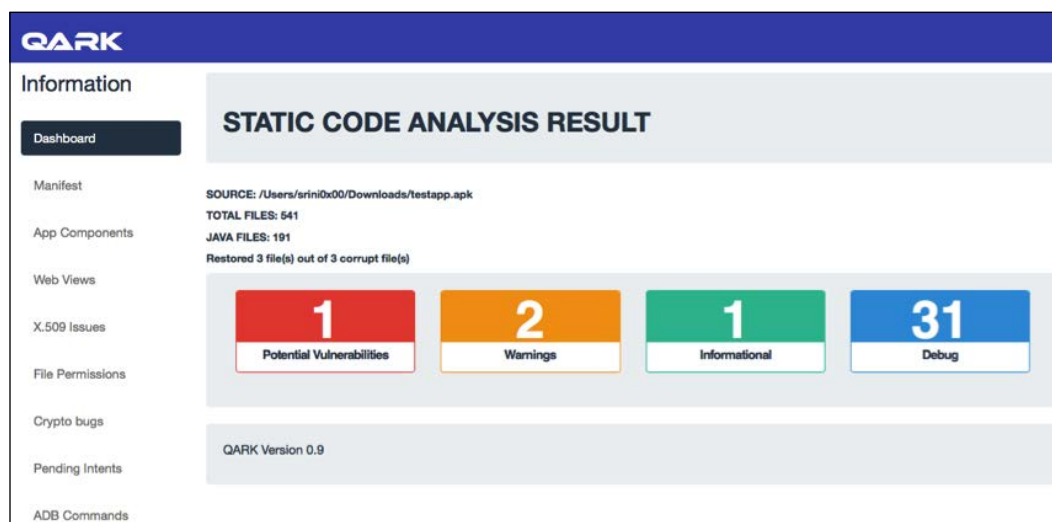 QARK
Information
Dashboard
Manifest
App Components
Web Views
X.509 Issues
File Permissions
Crypto bugs
Pending Intents
ADB Commands
STATIC CODE ANALYSIS RESULT
SOURCE: /Users/srini0x00/Downloads/testapp.apk
TOTAL FILES: 541
JAVA FILES: 191
Restored 3 file(s) out of 3 corrupt file(s)
1
Potential Vulnerabilities
2
Warnings
1
Informational
31
Debug
QARK Version 0.9